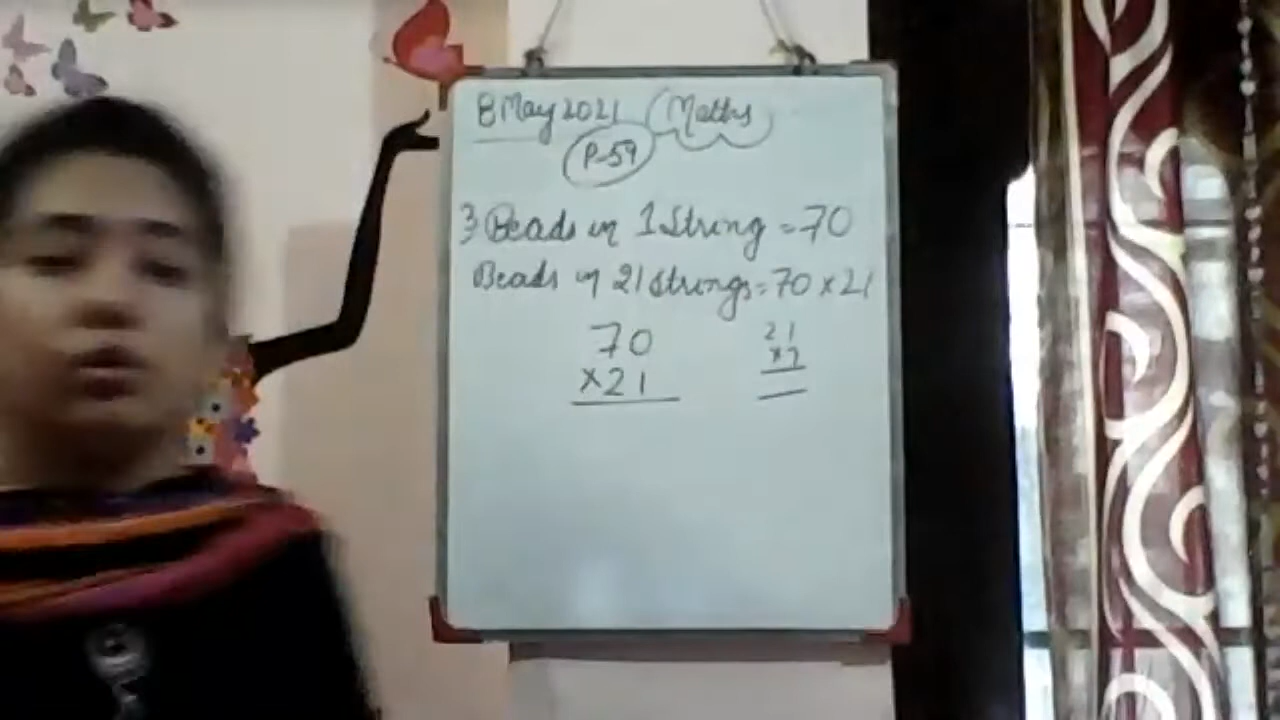 8 May 2021 Maths
P-59
3 Beads in 1 String = 70
Beads in 21 Strings = 70 × 21
70
×21
21
×7